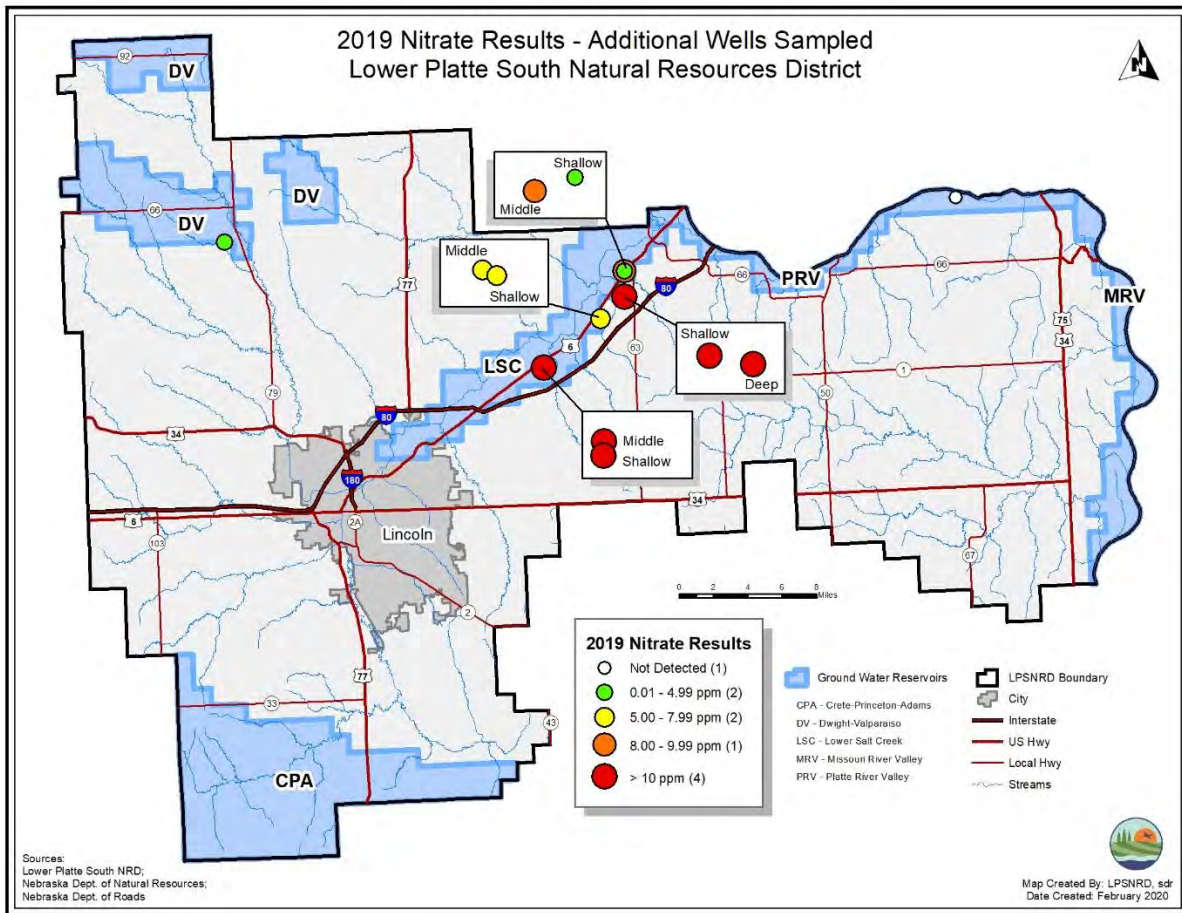 2019 Nitrate Results - Additional Wells Sampled
Lower Platte South Natural Resources District
N
92
DV
DV
66
DV
77
79
Shallow
Middle
Middle
Shallow
66
80
PRV
66
MRV
6
63
75
34
Shallow
Deep
1
50
LSC
80
34
Middle
Shallow
180
6
34
2A
Lincoln
103
67
2
0 2 4 6 8
Miles
77
33
43
CPA
2019 Nitrate Results
Not Detected (1)
0.01 - 4.99 ppm (2)
5.00 - 7.99 ppm (2)
8.00 - 9.99 ppm (1)
> 10 ppm (4)
Ground Water Reservoirs
CPA - Crete-Princeton-Adams
DV - Dwight-Valparaiso
LSC - Lower Salt Creek
MRV - Missouri River Valley
PRV - Platte River Valley
LPSNRD Boundary
City
Interstate
US Hwy
Local Hwy
Streams
Sources:
Lower Platte South NRD;
Nebraska Dept. of Natural Resources;
Nebraska Dept. of Roads
Map Created By: LPSNRD, sdr
Date Created: February 2020